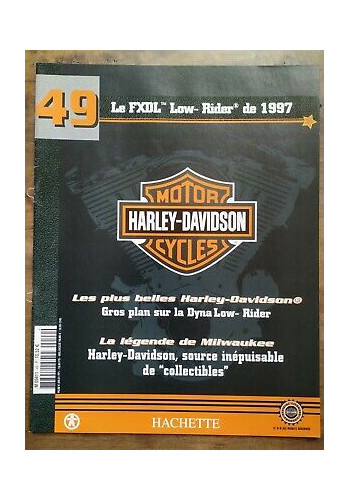 49
Le FXDL™ Low-Rider® de 1997
MOTOR
HARLEY-DAVIDSON
CYCLES
Les plus belles Harley-Davidson®
Gros plan sur la Dyna Low-Rider
La légende de Milwaukee
Harley-Davidson, source inépuisable
de “collectibles”
HACHETTE